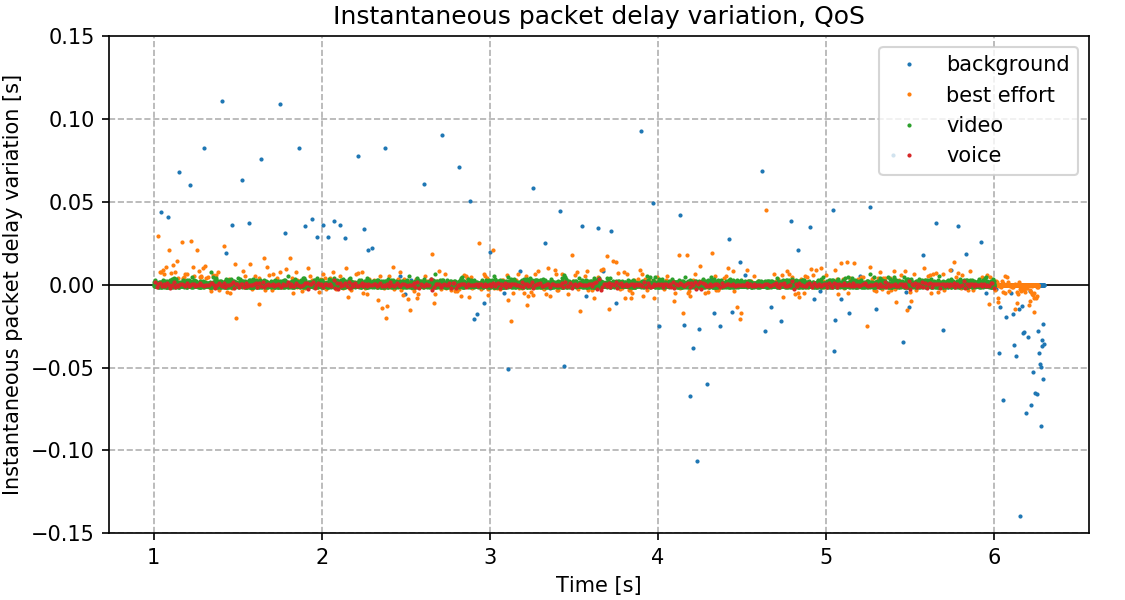 Instantaneous packet delay variation, QoS
Instantaneous packet delay variation [s]
0.15
0.10
0.05
0.00
−0.05
−0.10
−0.15
background
best effort
video
voice
1 2 3 4 5 6
Time [s]